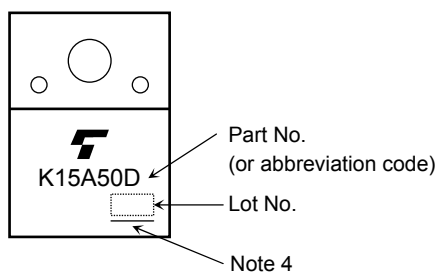 K15A50D
Part No.
(or abbreviation code)
Lot No.
Note 4